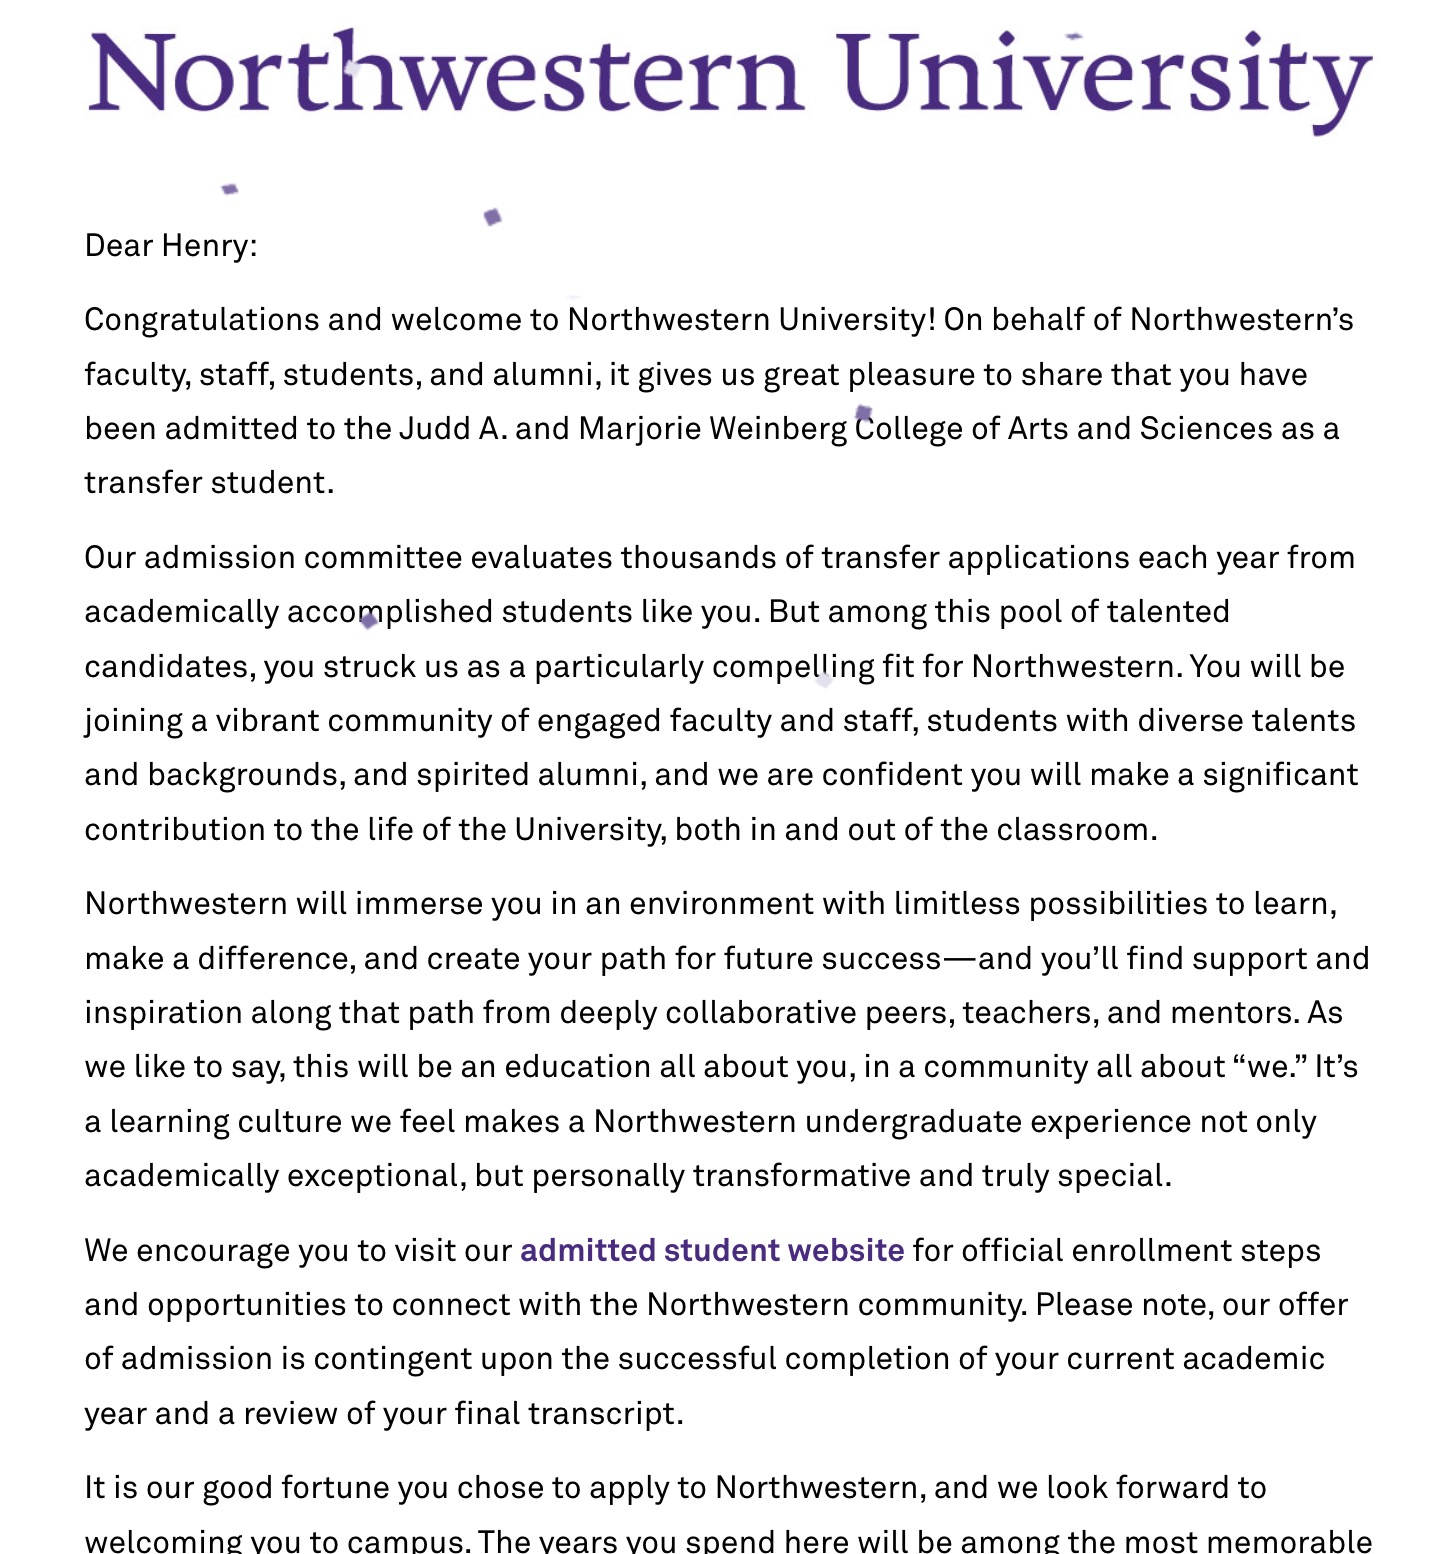 Northwestern University
Dear Henry:
Congratulations and welcome to Northwestern University! On behalf of Northwestern’s
faculty, staff, students, and alumni, it gives us great pleasure to share that you have
been admitted to the Judd A. and Marjorie Weinberg College of Arts and Sciences as a
transfer student.
Our admission committee evaluates thousands of transfer applications each year from
academically accomplished students like you. But among this pool of talented
candidates, you struck us as a particularly compelling fit for Northwestern. You will be
joining a vibrant community of engaged faculty and staff, students with diverse talents
and backgrounds, and spirited alumni, and we are confident you will make a significant
contribution to the life of the University, both in and out of the classroom.
Northwestern will immerse you in an environment with limitless possibilities to learn,
make a difference, and create your path for future success—and you’ll find support and
inspiration along that path from deeply collaborative peers, teachers, and mentors. As
we like to say, this will be an education all about you, in a community all about “we.” It’s
a learning culture we feel makes a Northwestern undergraduate experience not only
academically exceptional, but personally transformative and truly special.
We encourage you to visit our admitted student website for official enrollment steps
and opportunities to connect with the Northwestern community. Please note, our offer
of admission is contingent upon the successful completion of your current academic
year and a review of your final transcript.
It is our good fortune you chose to apply to Northwestern, and we look forward to
welcoming you to campus. The years you spend here will be among the most memorable